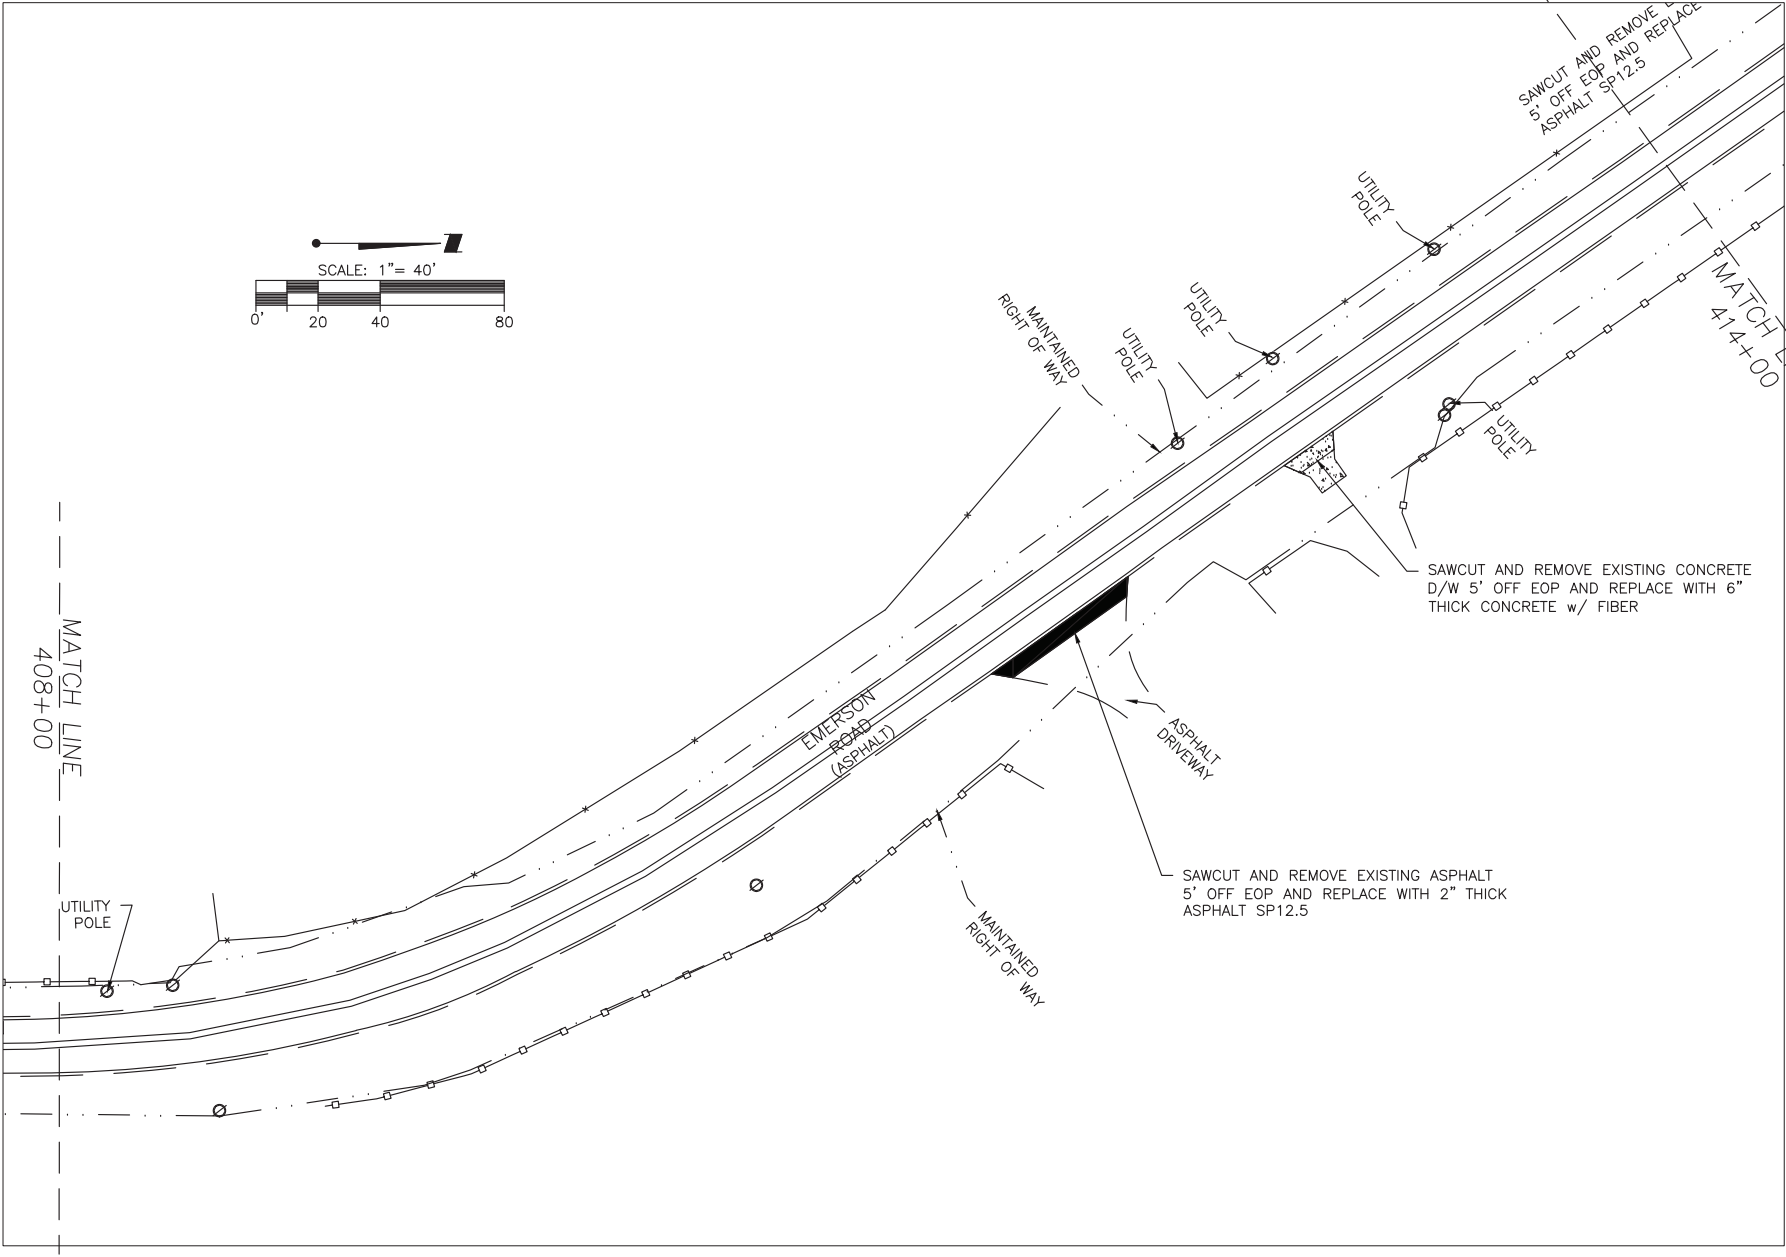 SAWCUT AND REMOVE
5' OFF EOP AND REPLACE
ASPHALT SP12.5
UTILITY
POLE
SCALE: 1"= 40'
0'
20
40
80
MATCH
414+00
UTILITY
POLE
MAINTAINED
RIGHT OF WAY
UTILITY
POLE
UTILITY
POLE
SAWCUT AND REMOVE EXISTING CONCRETE
D/W 5' OFF EOP AND REPLACE WITH 6"
THICK CONCRETE w/ FIBER
MATCH LINE
408+00
EMERSON
ROAD
(ASPHALT)
ASPHALT
DRIVEWAY
SAWCUT AND REMOVE EXISTING ASPHALT
5' OFF EOP AND REPLACE WITH 2" THICK
ASPHALT SP12.5
UTILITY
POLE
MAINTAINED
RIGHT OF WAY